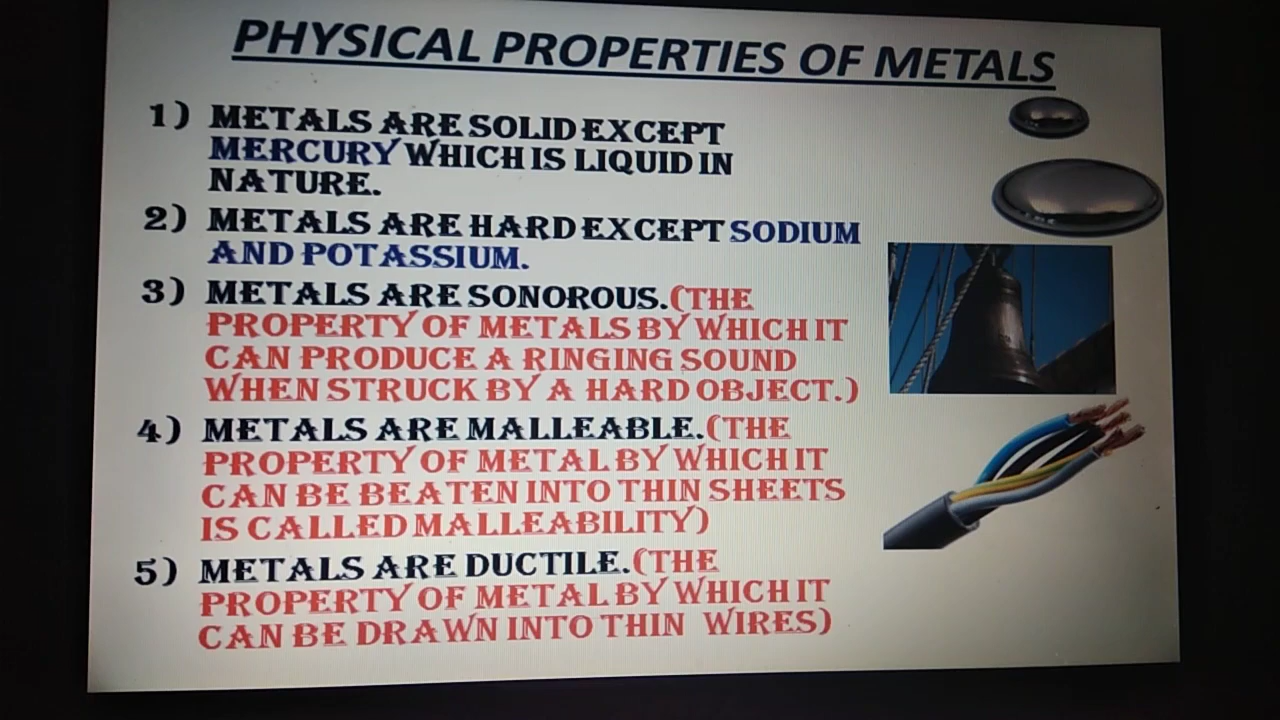 PHYSICAL PROPERTIES OF METALS
1) METALS ARE SOLID EXCEPT
MERCURY WHICH IS LIQUID IN
NATURE.
2) METALS ARE HARD EXCEPT SODIUM
AND POTASSIUM.
3) METALS ARE SONOROUS.(THE
PROPERTY OF METALS BY WHICH IT
CAN PRODUCE A RINGING SOUND
WHEN STRUCK BY A HARD OBJECT.)
4) METALS ARE MALLEABLE.(THE
PROPERTY OF METAL BY WHICH IT
CAN BE BEATEN INTO THIN SHEETS
IS CALLED MALLEABILITY)
5) METALS ARE DUCTILE.(THE
PROPERTY OF METAL BY WHICH IT
CAN BE DRAWN INTO THIN WIRES)